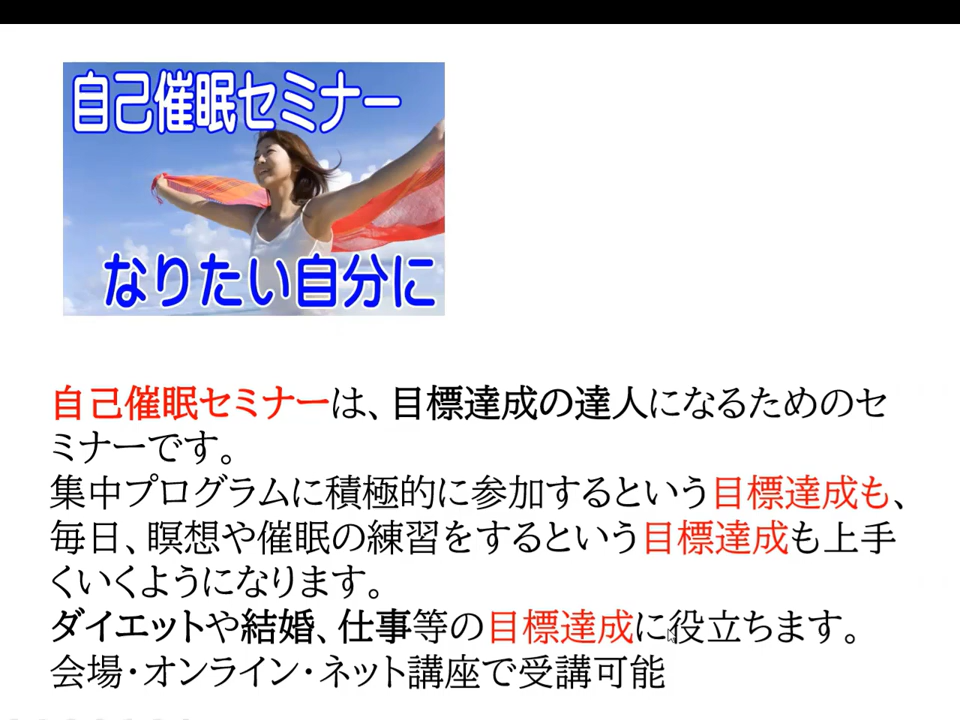 自己催眠セミナー
なりたい自分に
自己催眠セミナーは、目標達成の達人になるためのセ
ミナーです。
集中プログラムに積極的に参加するという目標達成も、
毎日、瞑想や催眠の練習をするという目標達成も上手
くいくようになります。
ダイエットや結婚、仕事等の目標達成に役立ちます。
会場・オンライン・ネット講座で受講可能